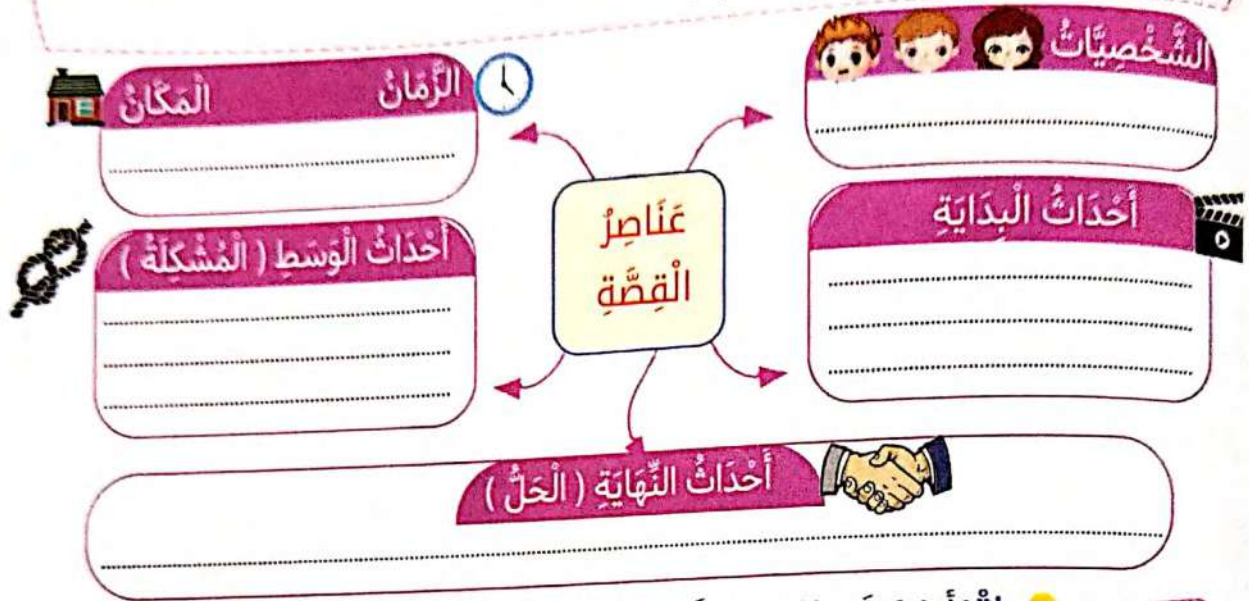 الشَّخْصِيَّاتُ
الزَّمَانُ الْمَكَانُ
عَنَاصِرُ
الْقِصَّةِ
أَحْدَاثُ الْبِدَايَةِ
أَحْدَاثُ الْوَسَطِ ( الْمُشْكِلَةُ )
أَحْدَاثُ النِّهَايَةِ ( الْحَلُّ )